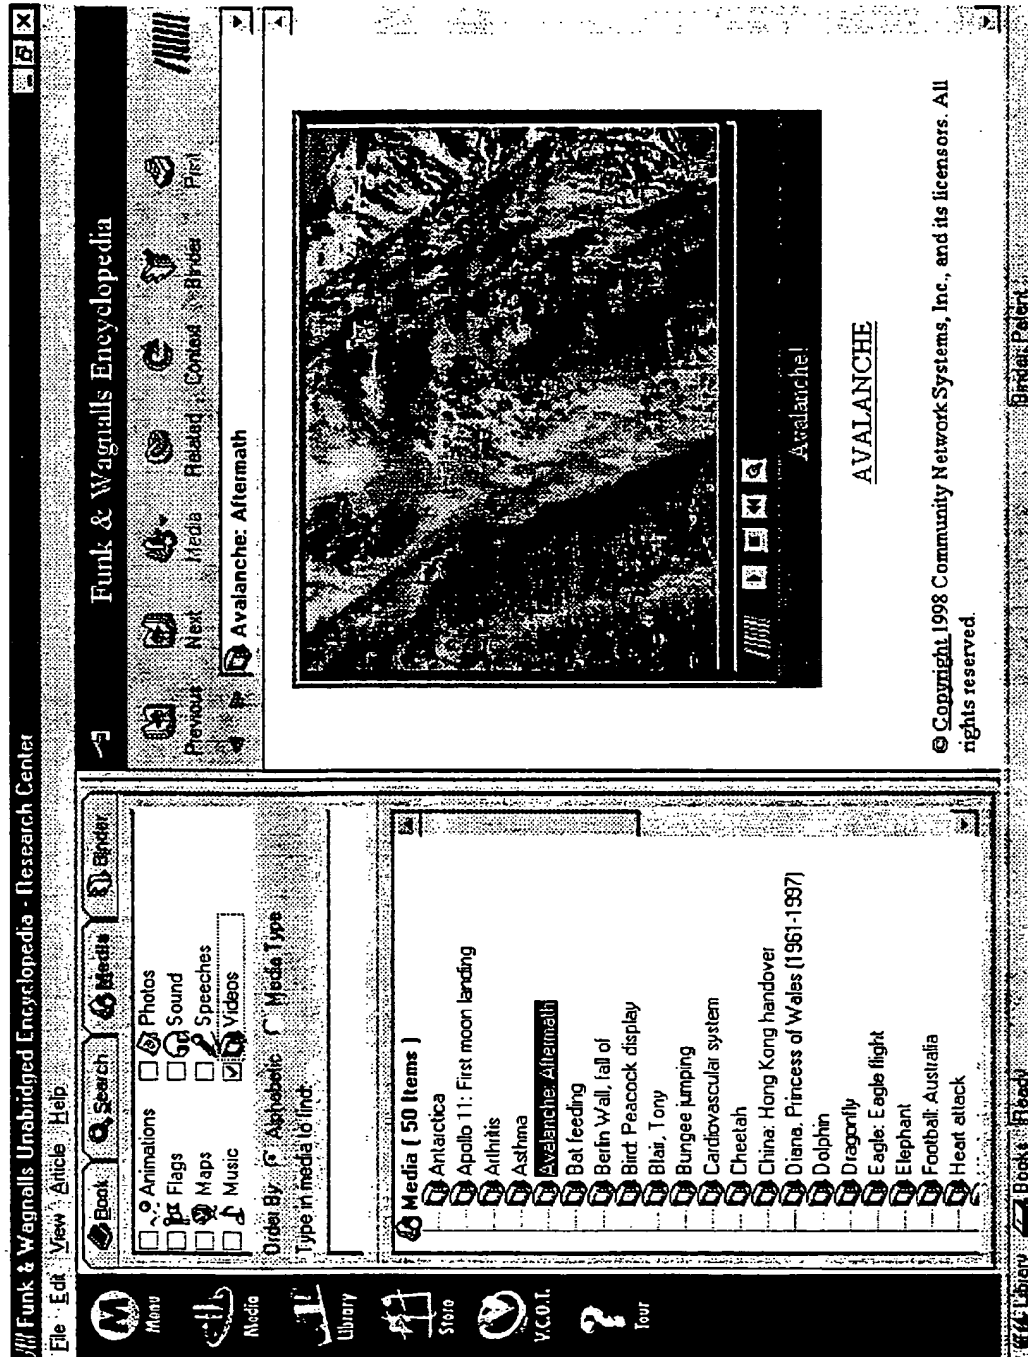 Funk & Wagnalls Unabridged Encyclopedia - Research Center
File Edit View Article Help
Menu
Media
Library
Store
V.C.O.T.
Tour
Book Search Media Binder
Animations Photos
Flags Sound
Maps Speeches
Music Videos
Order By: Alphabetic Media Type
Type in media to find:
Media ( 50 Items )
Antarctica
Apollo 11: First moon landing
Arthritis
Asthma
Avalanche: Aftermath
Bat feeding
Berlin Wall, fall of
Bird: Peacock display
Blair, Tony
Bungee jumping
Cardiovascular system
Cheetah
China: Hong Kong handover
Diana, Princess of Wales (1961-1997)
Dolphin
Dragonfly
Eagle: Eagle flight
Elephant
Football: Australia
Heart attack
Funk & Wagnalls Encyclopedia
Previous Next Media Related Context Binder Print
Avalanche: Aftermath
Avalanche!
AVALANCHE
© Copyright 1998 Community Network Systems, Inc., and its licensors. All
rights reserved.
Library Books Ready Binder: Patent